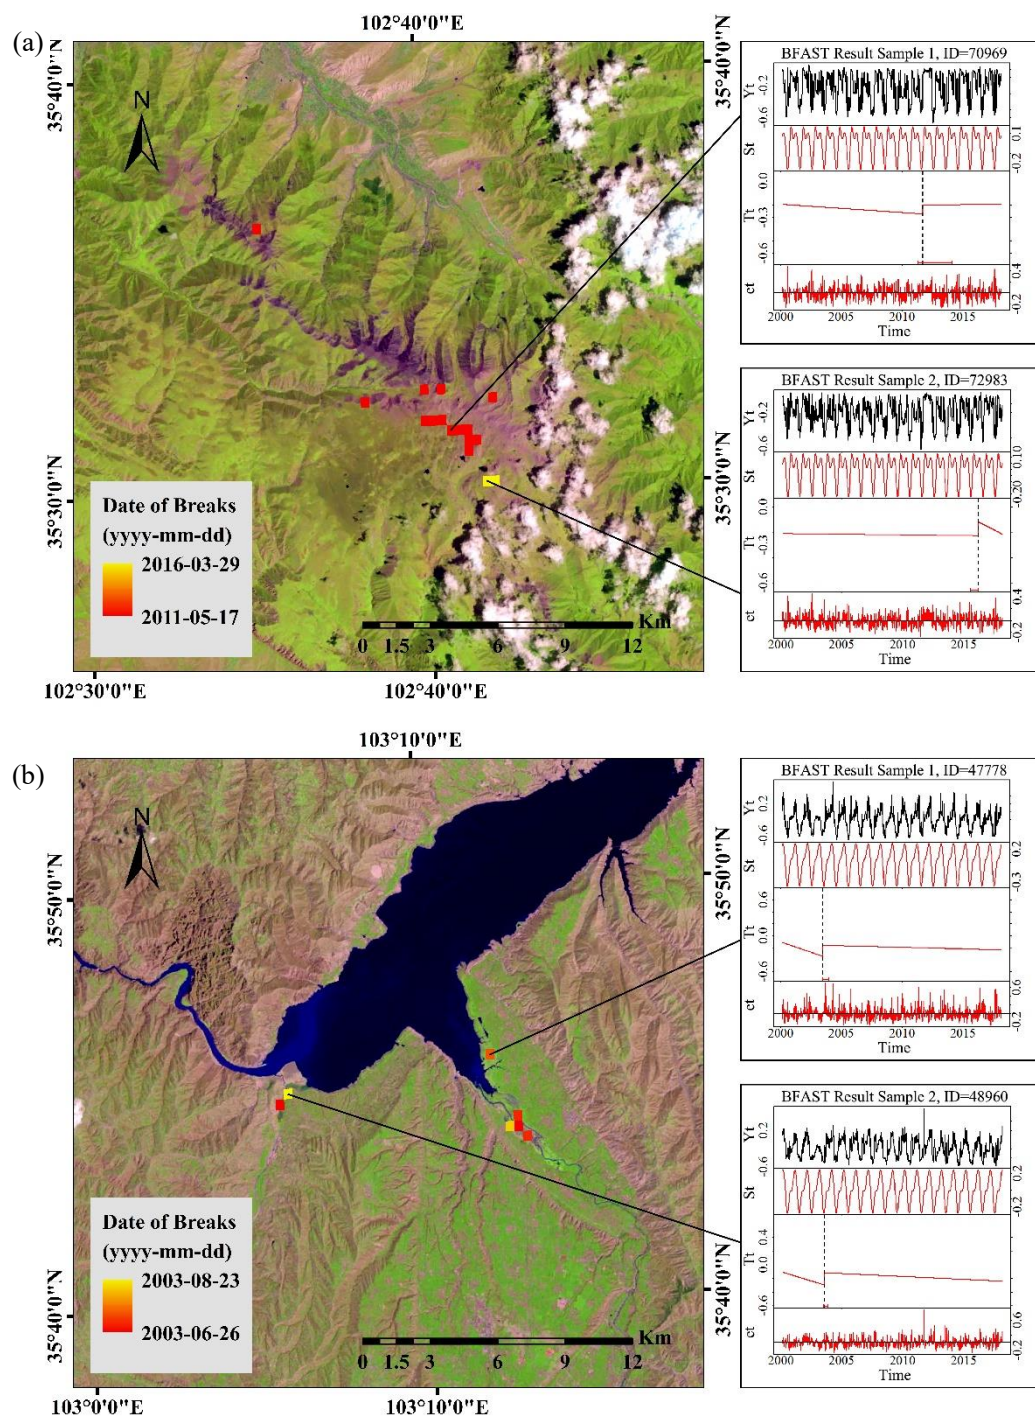 (a)
102°40'0"E
35°40'0"N
35°40'0"N
N
35°30'0"N
35°30'0"N
Date of Breaks
(yyyy-mm-dd)
2016-03-29
2011-05-17
Km
0 1.5 3 6 9 12
102°30'0"E 102°40'0"E
BFAST Result Sample 1, ID=70969
Yt
-0.2
-0.6
St
0.1
-0.2
Tt
0.0
-0.3
-0.6
et
0.4
-0.2
2000 2005 2010 2015
Time
BFAST Result Sample 2, ID=72983
Yt
-0.2
-0.6
St
0.10
-0.20
Tt
0.0
-0.3
-0.6
et
0.4
-0.2
2000 2005 2010 2015
Time
(b)
103°10'0"E
35°50'0"N
35°50'0"N
N
35°40'0"N
35°40'0"N
Date of Breaks
(yyyy-mm-dd)
2003-08-23
2003-06-26
Km
0 1.5 3 6 9 12
103°0'0"E 103°10'0"E
BFAST Result Sample 1, ID=47778
Yt
0.2
-0.6
St
0.2
-0.3
Tt
0.6
0.0
-0.6
et
0.6
-0.2
2000 2005 2010 2015
Time
BFAST Result Sample 2, ID=48960
Yt
0.2
-0.6
St
0.2
-0.2
Tt
0.4
0.0
-0.6
et
0.6
-0.2
2000 2005 2010 2015
Time